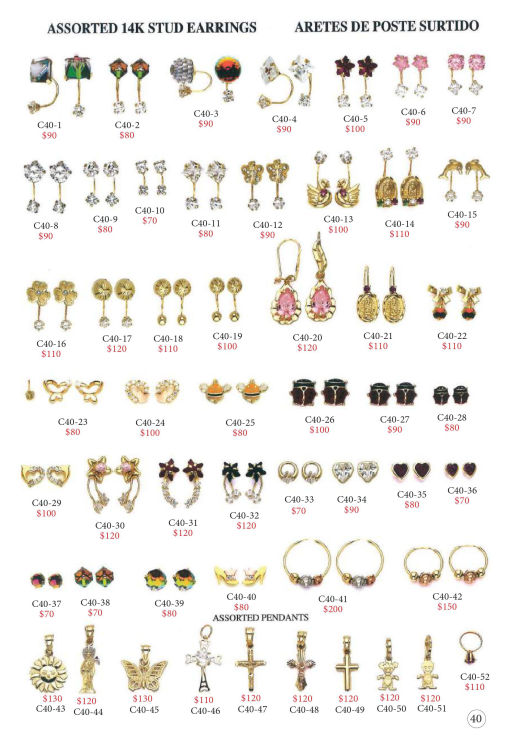 ASSORTED 14K STUD EARRINGS
ARETES DE POSTE SURTIDO
C40-1
$90
C40-2
$80
C40-3
$90
C40-4
$90
C40-5
$100
C40-6
$90
C40-7
$90
C40-8
$90
C40-9
$80
C40-10
$70
C40-11
$80
C40-12
$90
C40-13
$100
C40-14
$110
C40-15
$90
C40-16
$110
C40-17
$120
C40-18
$110
C40-19
$100
C40-20
$120
C40-21
$110
C40-22
$110
C40-23
$80
C40-24
$100
C40-25
$80
C40-26
$100
C40-27
$90
C40-28
$80
C40-29
$100
C40-30
$120
C40-31
$120
C40-32
$120
C40-33
$70
C40-34
$90
C40-35
$80
C40-36
$70
C40-37
$70
C40-38
$70
C40-39
$80
C40-40
$80
C40-41
$200
C40-42
$150
ASSORTED PENDANTS
$130
C40-43
$120
C40-44
$130
C40-45
$110
C40-46
$120
C40-47
$120
C40-48
$120
C40-49
$120
C40-50
$120
C40-51
C40-52
$110
40